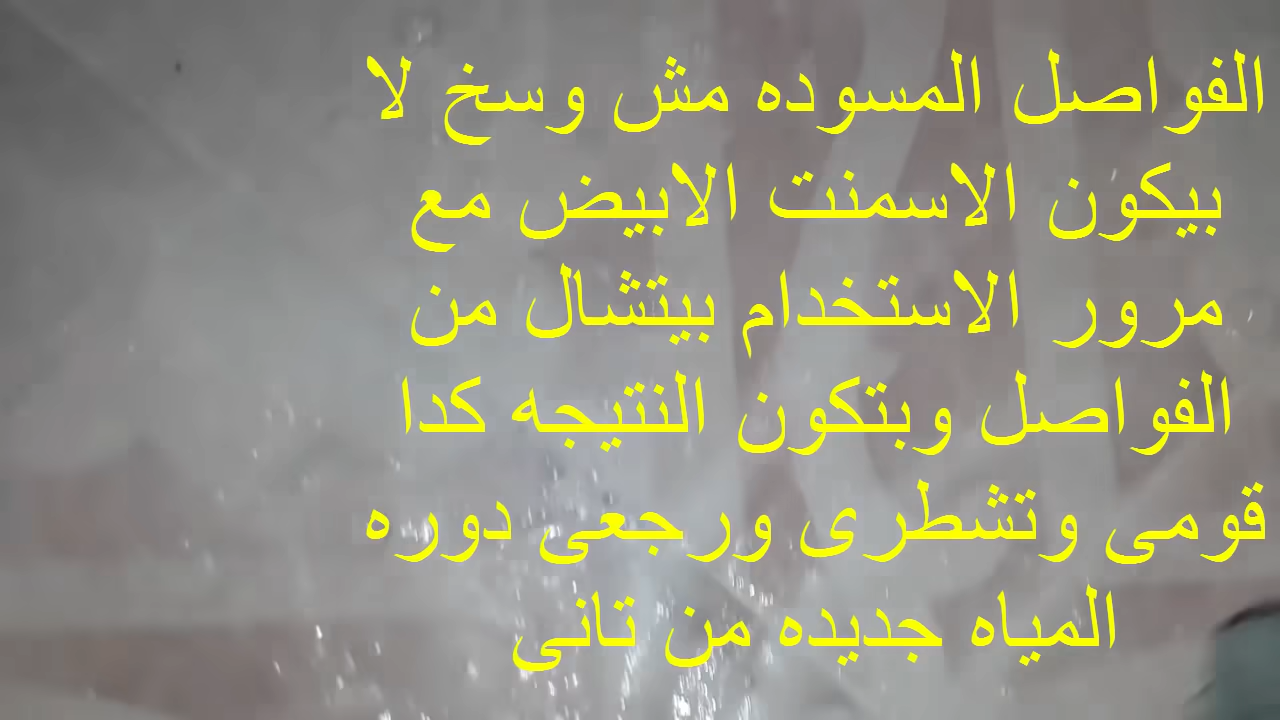 الفواصل المسوده مش وسخ لا
بيكون الاسمنت الابيض مع
مرور الاستخدام بيتشال من
الفواصل وبتكون النتيجه كدا
قومى وتشطرى ورجعى دوره
المياه جديده من تانى